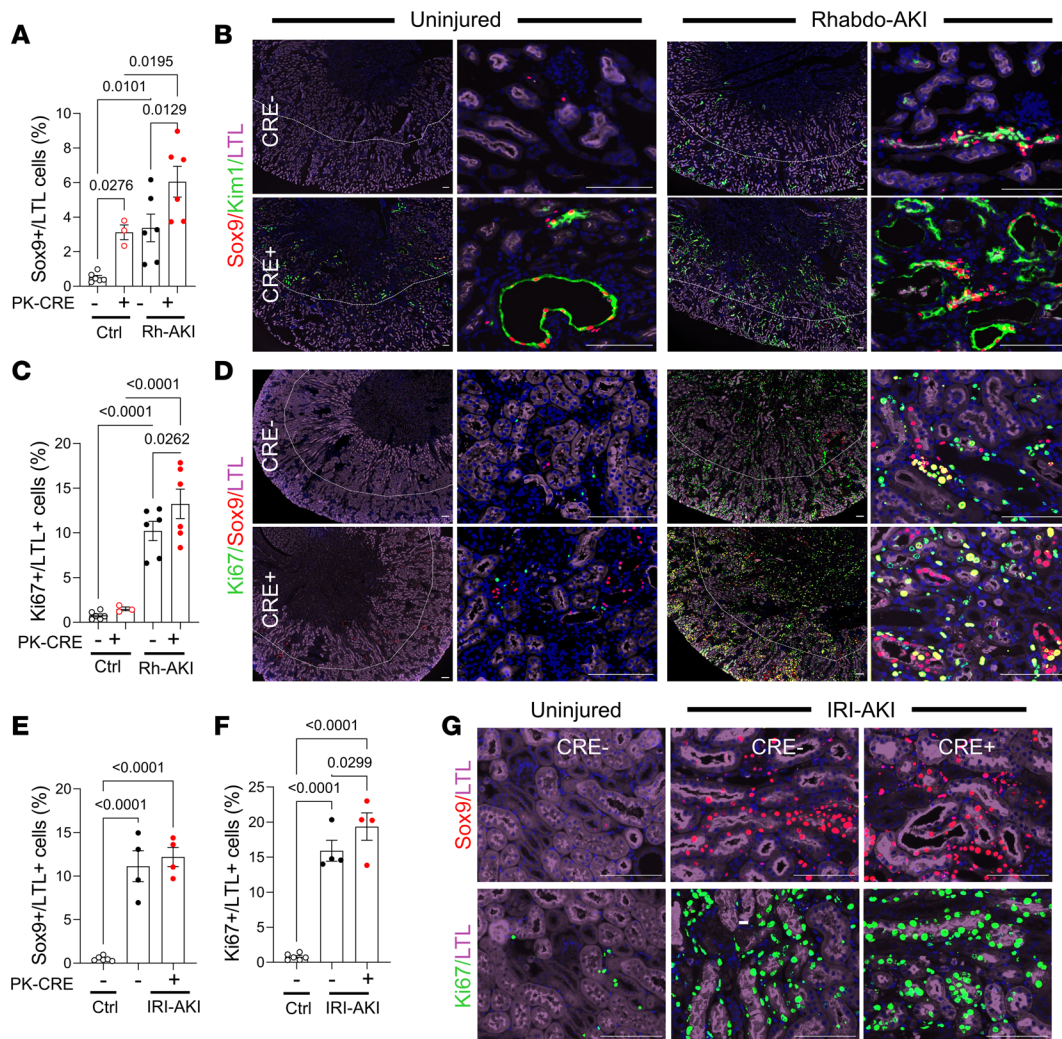 Uninjured
Rhabdo-AKI
A
0.0195
0.0101
0.0129
0.0276
Sox9+/LTL cells (%)
10
8
6
4
2
0
PK-CRE
- + - +
Ctrl
Rh-AKI
B
CRE-
CRE+
Sox9/Kim1/LTL
C
<0.0001
<0.0001
0.0262
Ki67+/LTL+ cells (%)
20
15
10
5
0
PK-CRE
- + - +
Ctrl
Rh-AKI
D
CRE-
CRE+
Ki67/Sox9/LTL
E
<0.0001
<0.0001
Sox9+/LTL+ cells (%)
20
15
10
5
0
PK-CRE
- - +
Ctrl
IRI-AKI
F
<0.0001
0.0299
<0.0001
Ki67+/LTL+ cells (%)
25
20
15
10
5
0
- - +
Ctrl
IRI-AKI
G
Uninjured
IRI-AKI
CRE-
CRE-
CRE+
Sox9/LTL
Ki67/LTL